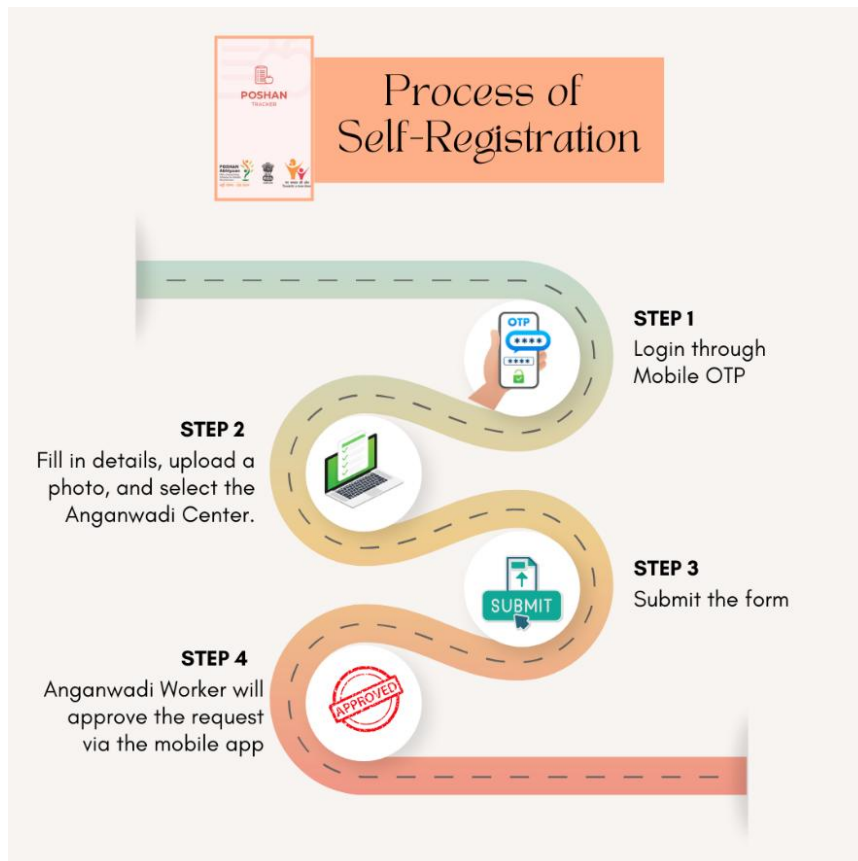 POSHAN
TRACKER
Process of
Self-Registration
POSHAN
Abhiyaan
OTP
****
****
STEP 1
Login through
Mobile OTP
STEP 2
Fill in details, upload a
photo, and select the
Anganwadi Center.
SUBMIT
STEP 3
Submit the form
STEP 4
Anganwadi Worker will
approve the request
via the mobile app
APPROVED